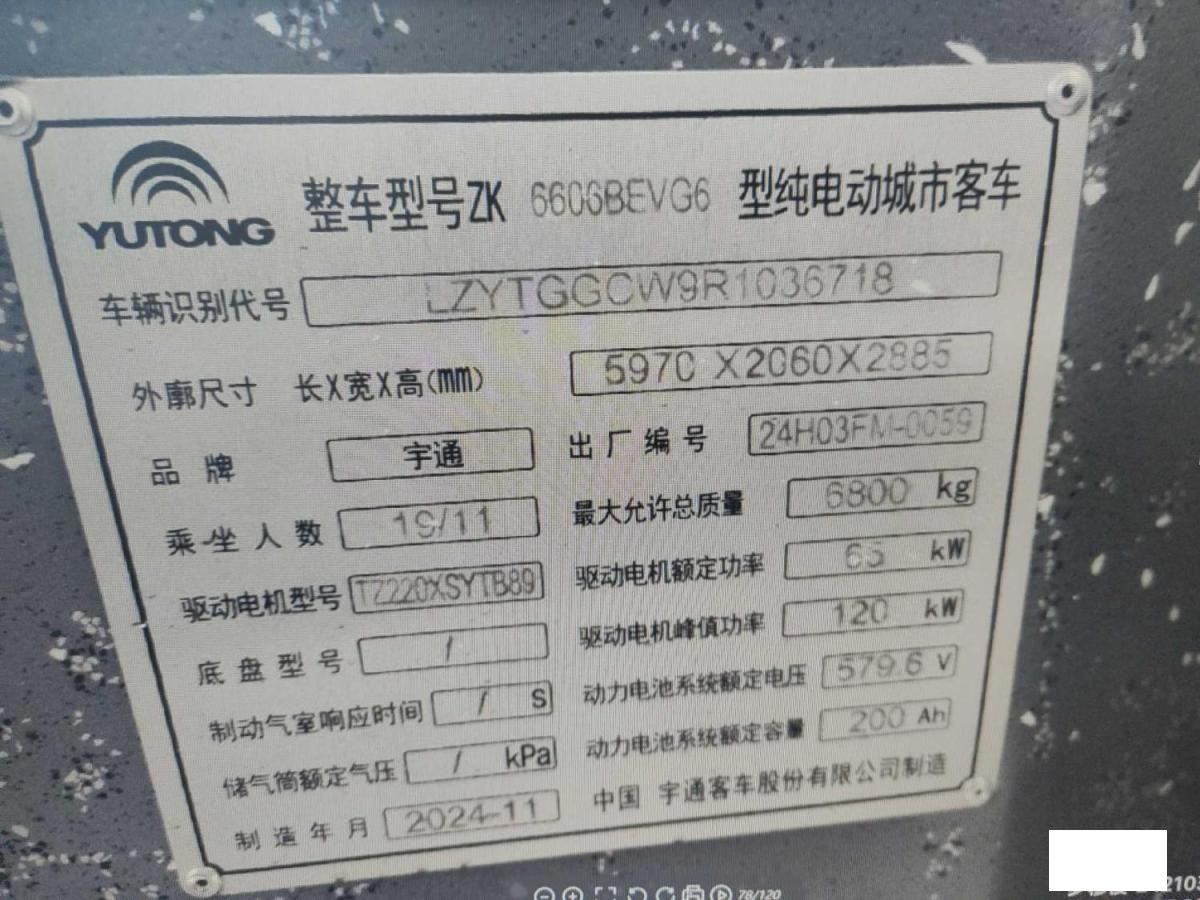 YUTONG
整车型号ZK 6606BEVG6 型纯电动城市客车
车辆识别代号 LZYTGGCW9R1036718
外廓尺寸 长X宽X高(mm) 5970 X2060X2885
品牌 宇通 出厂编号 24H03FM-0059
乘坐人数 19/11 最大允许总质量 6800 kg
驱动电机型号 TZ220XSYTB89 驱动电机额定功率 65 kW
驱动电机峰值功率 120 kW
底盘型号 / 动力电池系统额定电压 579.6 V
制动气室响应时间 / S 动力电池系统额定容量 200 Ah
储气筒额定气压 / kPa
制造年月 2024-11 中国 宇通客车股份有限公司制造
78/120